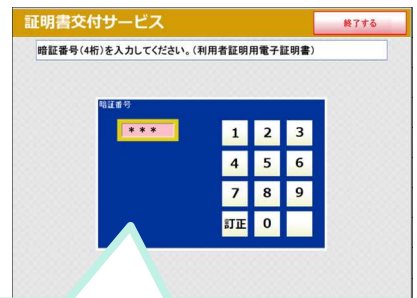 証明書交付サービス
終了する
暗証番号(4桁)を入力してください。(利用者証明用電子証明書)
暗証番号
***
1 2 3
4 5 6
7 8 9
訂正 0